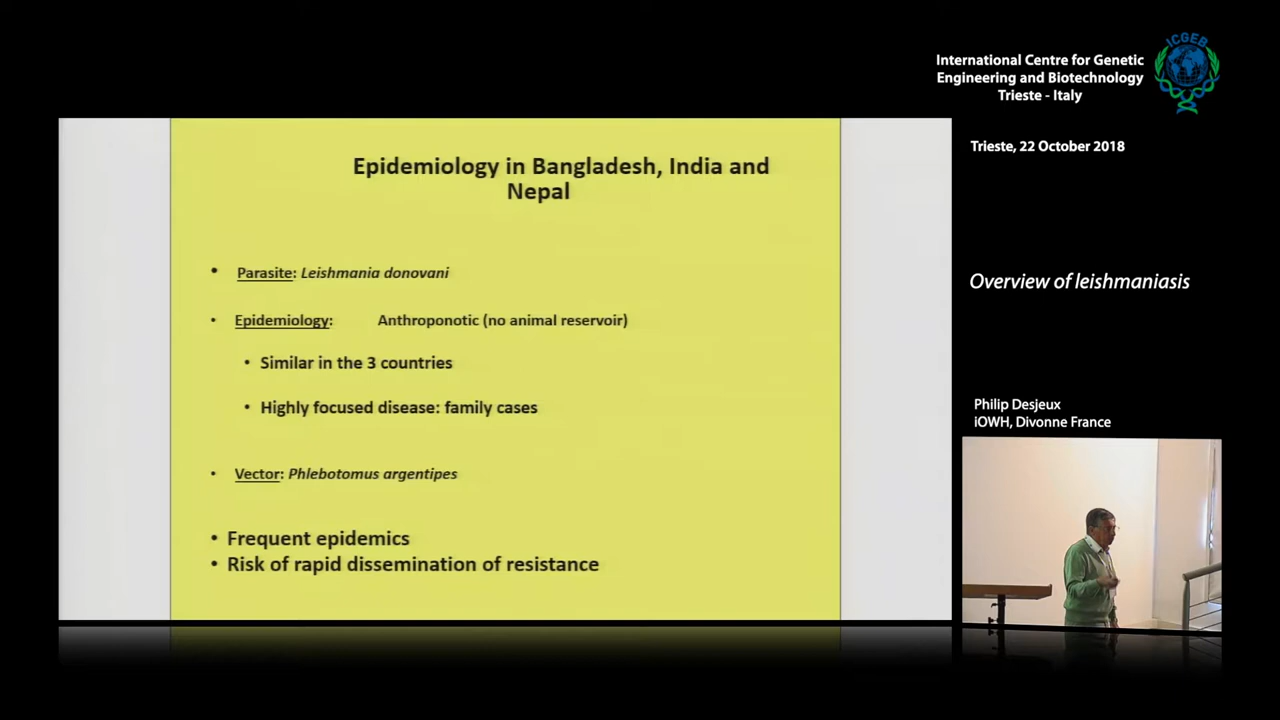 ICGEB
International Centre for Genetic
Engineering and Biotechnology
Trieste - Italy
Trieste, 22 October 2018
Epidemiology in Bangladesh, India and
Nepal
• Parasite: Leishmania donovani
• Epidemiology: Anthroponotic (no animal reservoir)
• Similar in the 3 countries
• Highly focused disease: family cases
• Vector: Phlebotomus argentipes
• Frequent epidemics
• Risk of rapid dissemination of resistance
Overview of leishmaniasis
Philip Desjeux
iOWH, Divonne France